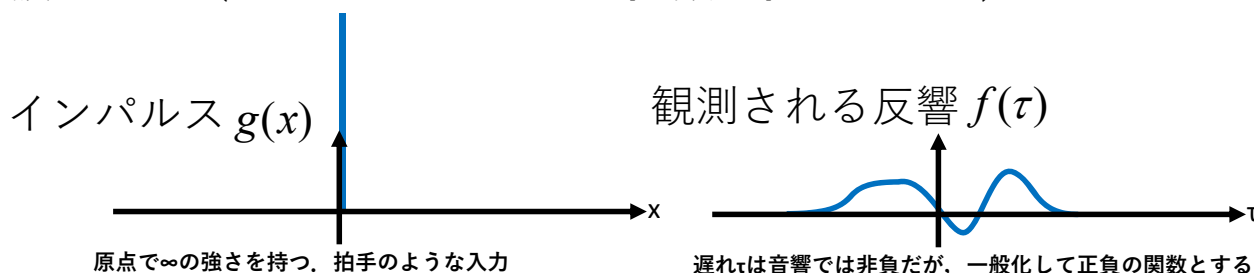 インパルス g(x)
観測される反響 f(τ)
x
τ
原点で∞の強さを持つ．拍手のような入力
遅れτは音響では非負だが，一般化して正負の関数とする